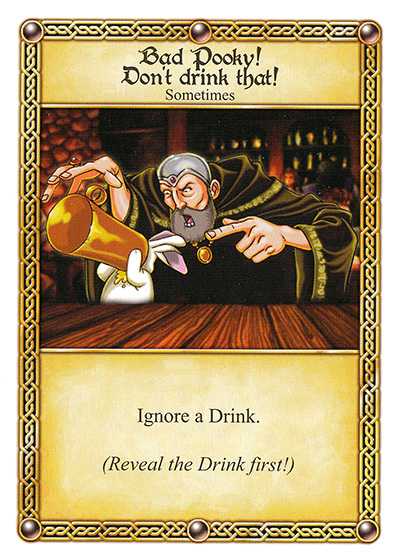 Bad Pooky!
Don't drink that!
Sometimes
Ignore a Drink.
(Reveal the Drink first!)